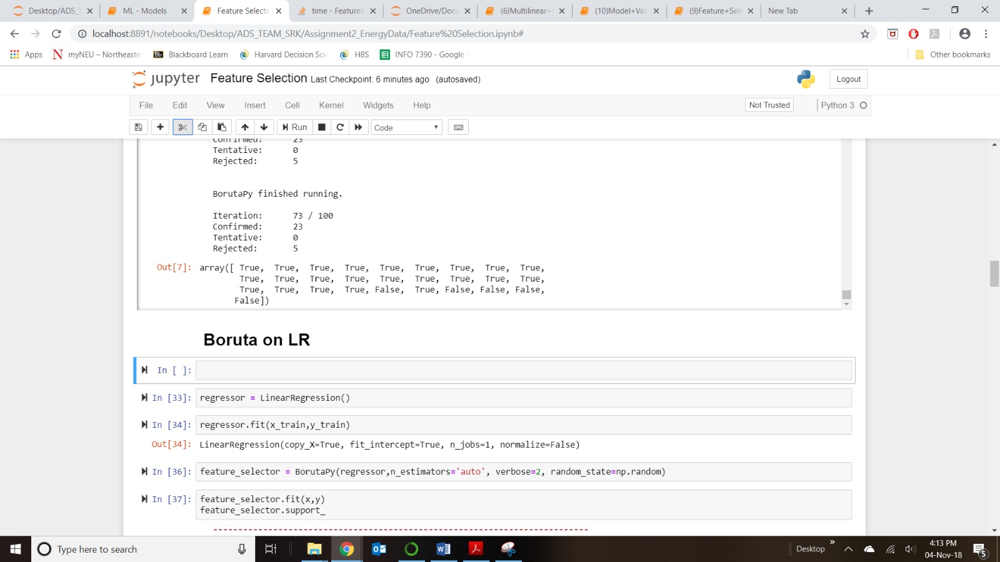 Desktop/ADS_
ML - Models
Feature Selectio
time - Features
OneDrive/Docu
(6)Multilinear+
(10)Model+Val
(9)Feature+Sel
New Tab
localhost:8891/notebooks/Desktop/ADS_TEAM_SRK/Assignment2_EnergyData/Feature%20Selection.ipynb#
Apps
N myNEU – Northeaste
Bb Blackboard Learn
Harvard Decision Scie
HBS
INFO 7390 - Google
Other bookmarks
jupyter Feature Selection Last Checkpoint: 6 minutes ago (autosaved)
Logout
File Edit View Insert Cell Kernel Widgets Help
Not Trusted
Python 3
Run
Code
Confirmed: 23
Tentative: 0
Rejected: 5
BorutaPy finished running.
Iteration: 73 / 100
Confirmed: 23
Tentative: 0
Rejected: 5
Out[7]: array([ True, True, True, True, True, True, True, True, True,
True, True, True, True, True, True, True, True, True,
True, True, True, True, False, True, False, False, False,
False])
Boruta on LR
In [ ]:
In [33]: regressor = LinearRegression()
In [34]: regressor.fit(x_train,y_train)
Out[34]: LinearRegression(copy_X=True, fit_intercept=True, n_jobs=1, normalize=False)
In [36]: feature_selector = BorutaPy(regressor,n_estimators='auto', verbose=2, random_state=np.random)
In [37]: feature_selector.fit(x,y)
feature_selector.support_
---------------------------------------------------------------------------
Type here to search
Desktop
4:13 PM
04-Nov-18
5